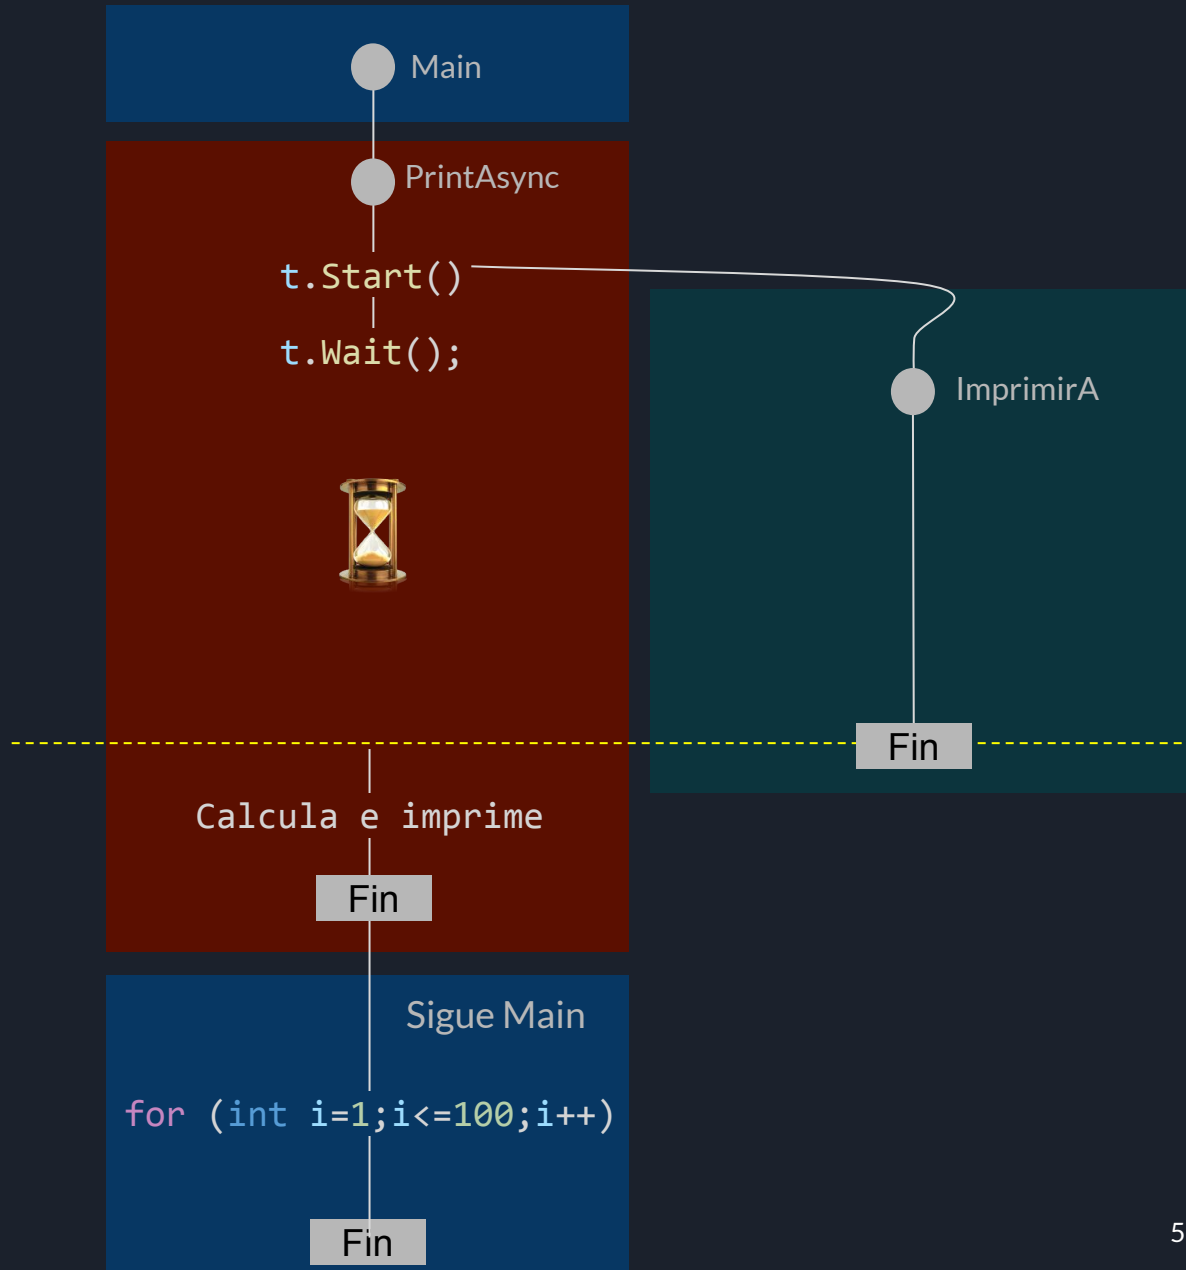 Main
PrintAsync
t.Start()
t.Wait();
ImprimirA
Fin
Calcula e imprime
Fin
Sigue Main
for (int i=1;i<=100;i++)
Fin
5